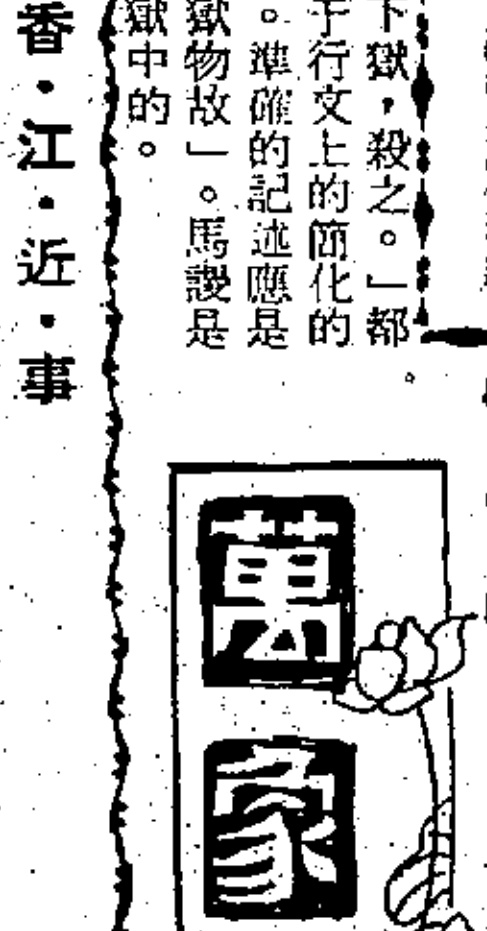 下獄，殺之。」都
于行文上的簡化的
。準確的記述應是
獄物故」。馬謖是
獄中的。
萬家
香·江·近·事